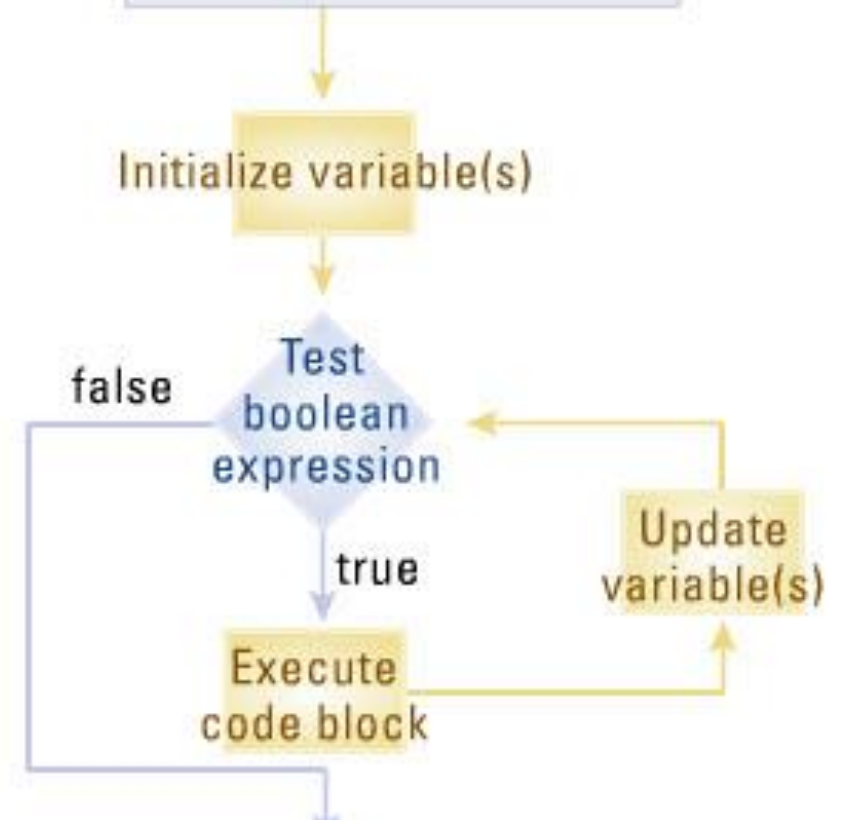 Initialize variable(s)
Test
boolean
expression
false
true
Update
variable(s)
Execute
code block